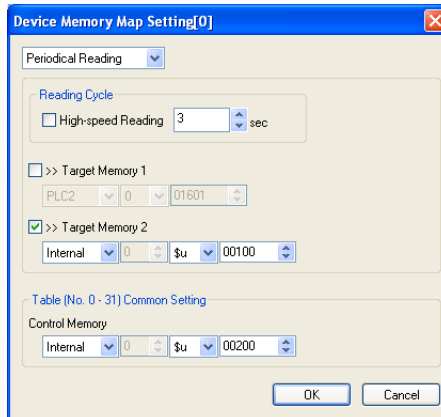 Device Memory Map Setting[0]
Periodical Reading
Reading Cycle
High-speed Reading 3 sec
>> Target Memory 1
PLC2 0 01601
>> Target Memory 2
Internal 0 $u 00100
Table (No. 0 - 31) Common Setting
Control Memory
Internal 0 $u 00200
OK Cancel